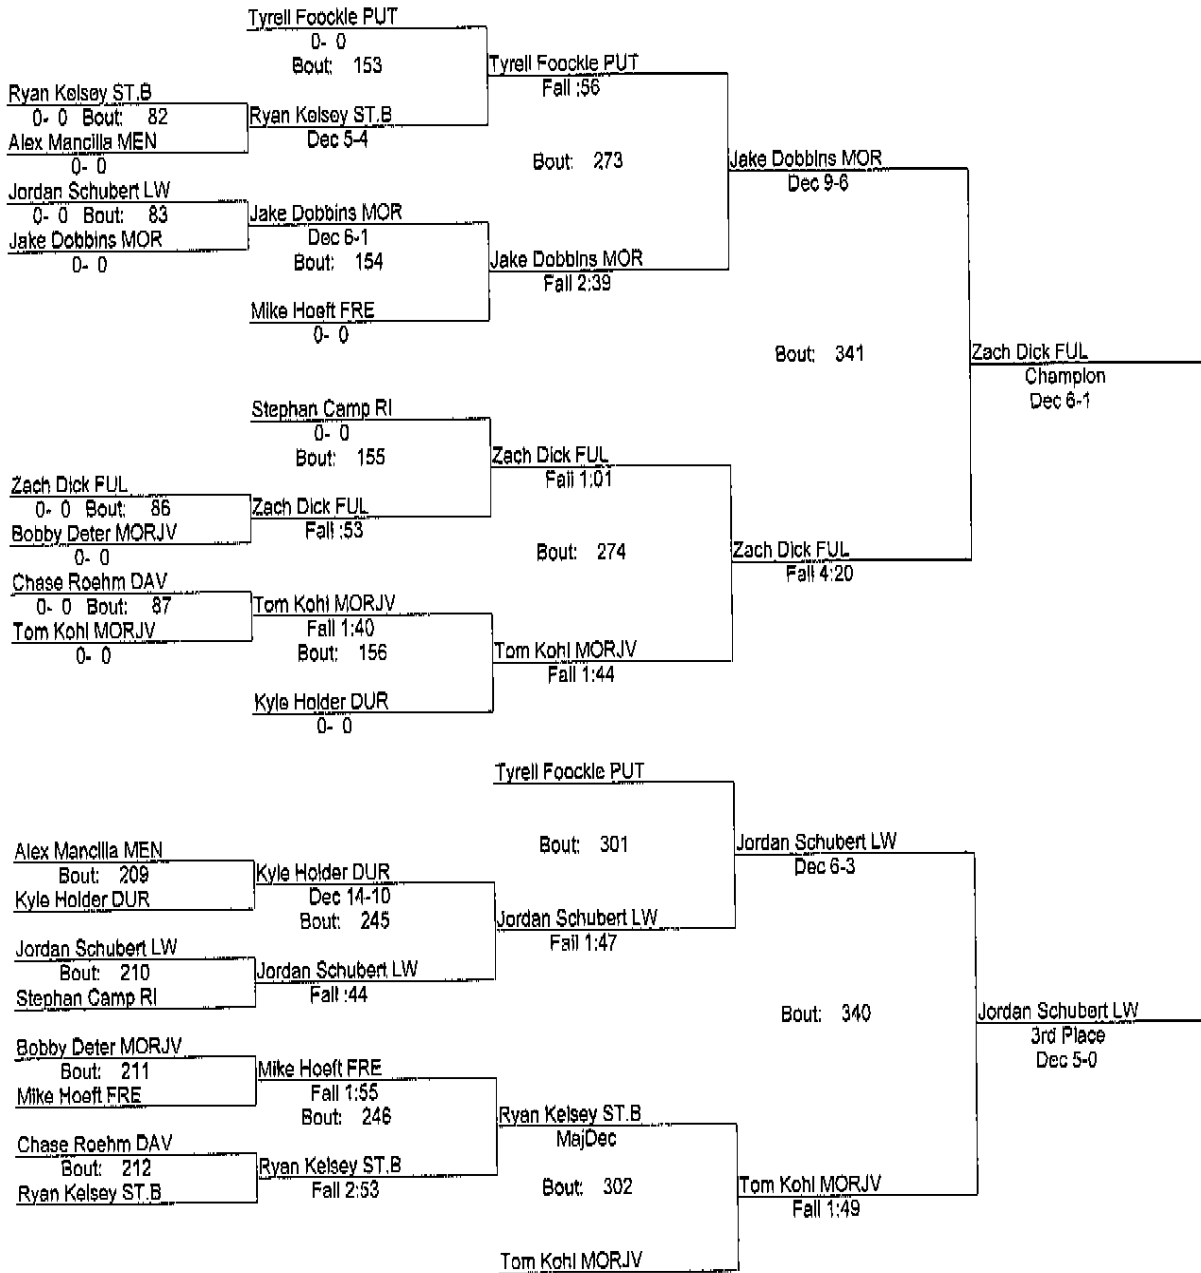 Tyrell Foockle PUT
0- 0
Bout: 153
Tyrell Foockle PUT
Fall :56
Ryan Kelsey ST.B
0- 0 Bout: 82
Ryan Kelsey ST.B
Dec 5-4
Alex Mancilla MEN
0- 0
Bout: 273
Jake Dobbins MOR
Dec 9-6
Jordan Schubert LW
0- 0 Bout: 83
Jake Dobbins MOR
Dec 6-1
Jake Dobbins MOR
0- 0
Bout: 154
Jake Dobbins MOR
Fall 2:39
Mike Hoeft FRE
0- 0
Bout: 341
Zach Dick FUL
Champion
Dec 6-1
Stephan Camp RI
0- 0
Bout: 155
Zach Dick FUL
Fall 1:01
Zach Dick FUL
0- 0 Bout: 86
Zach Dick FUL
Fall :53
Bobby Deter MORJV
0- 0
Bout: 274
Zach Dick FUL
Fall 4:20
Chase Roehm DAV
0- 0 Bout: 87
Tom Kohl MORJV
Fall 1:40
Tom Kohl MORJV
0- 0
Bout: 156
Tom Kohl MORJV
Fall 1:44
Kyle Holder DUR
0- 0
Tyrell Foockle PUT
Bout: 301
Jordan Schubert LW
Dec 6-3
Alex Mancilla MEN
Bout: 209
Kyle Holder DUR
Dec 14-10
Kyle Holder DUR
Bout: 245
Jordan Schubert LW
Fall 1:47
Jordan Schubert LW
Bout: 210
Jordan Schubert LW
Fall :44
Stephan Camp RI
Bout: 340
Jordan Schubert LW
3rd Place
Dec 5-0
Bobby Deter MORJV
Bout: 211
Mike Hoeft FRE
Fall 1:55
Mike Hoeft FRE
Bout: 246
Ryan Kelsey ST.B
MajDec
Chase Roehm DAV
Bout: 212
Ryan Kelsey ST.B
Fall 2:53
Ryan Kelsey ST.B
Bout: 302
Tom Kohl MORJV
Fall 1:49
Tom Kohl MORJV